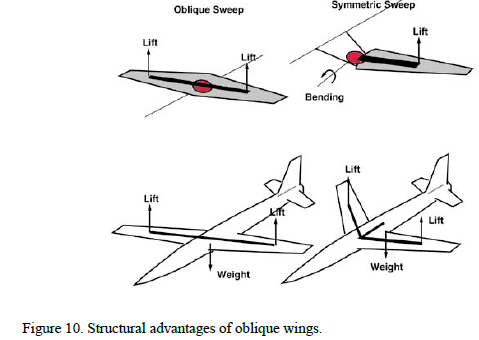 Oblique Sweep
Symmetric Sweep
Lift
Lift
Lift
Bending
Lift
Lift
Weight
Lift
Lift
Weight
Figure 10. Structural advantages of oblique wings.